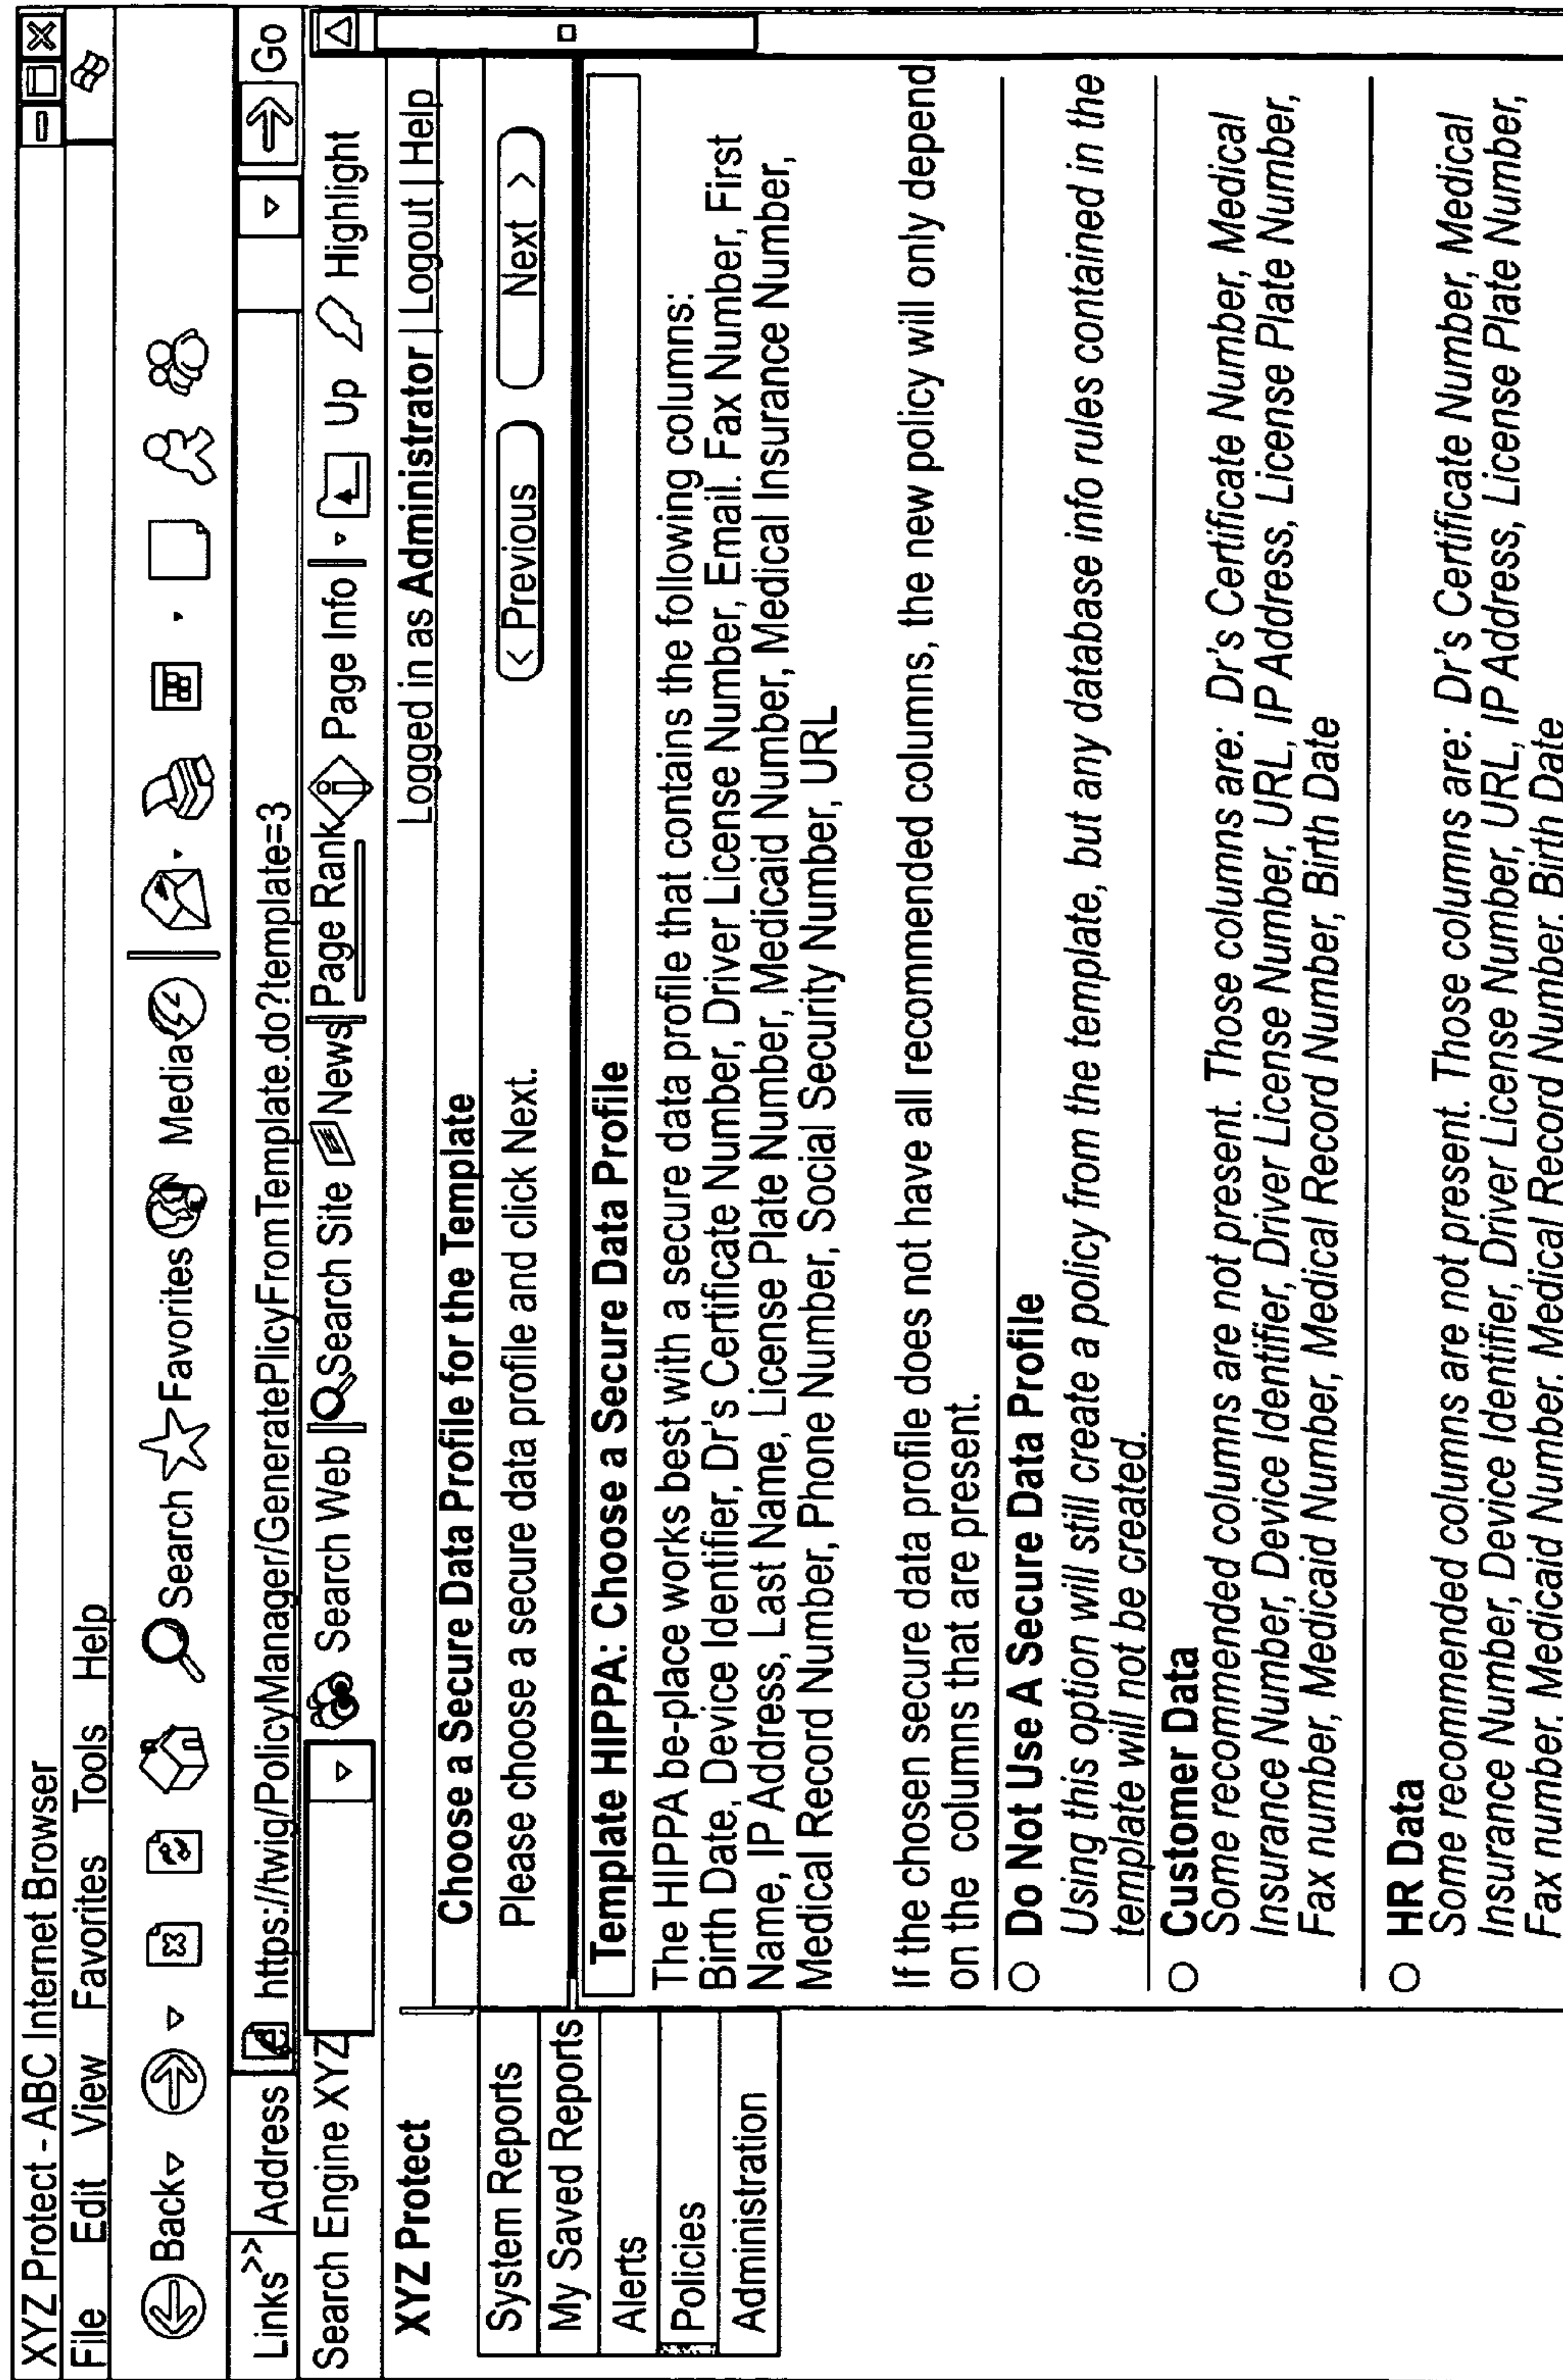 XYZ Protect - ABC Internet Browser
File Edit View Favorites Tools Help
Back Search Favorites Media
Links >> Address https://twig/PolicyManager/GeneratePlicyFromTemplate.do?template=3 Go
Search Engine XYZ Search Web Search Site News Page Rank Page Info Up Highlight
XYZ Protect
Logged in as Administrator | Logout | Help
System Reports
My Saved Reports
Alerts
Policies
Administration
Choose a Secure Data Profile for the Template
Please choose a secure data profile and click Next.
< Previous Next >
Template HIPPA: Choose a Secure Data Profile
The HIPPA be-place works best with a secure data profile that contains the following columns:
Birth Date, Device Identifier, Dr's Certificate Number, Driver License Number, Email. Fax Number, First
Name, IP Address, Last Name, License Plate Number, Medicaid Number, Medical Insurance Number,
Medical Record Number, Phone Number, Social Security Number, URL
If the chosen secure data profile does not have all recommended columns, the new policy will only depend
on the columns that are present.
Do Not Use A Secure Data Profile
Using this option will still create a policy from the template, but any database info rules contained in the
template will not be created.
Customer Data
Some recommended columns are not present. Those columns are: Dr's Certificate Number, Medical
Insurance Number, Device Identifier, Driver License Number, URL, IP Address, License Plate Number,
Fax number, Medicaid Number, Medical Record Number, Birth Date
HR Data
Some recommended columns are not present. Those columns are: Dr's Certificate Number, Medical
Insurance Number, Device Identifier, Driver License Number, URL, IP Address, License Plate Number,
Fax number, Medicaid Number, Medical Record Number, Birth Date